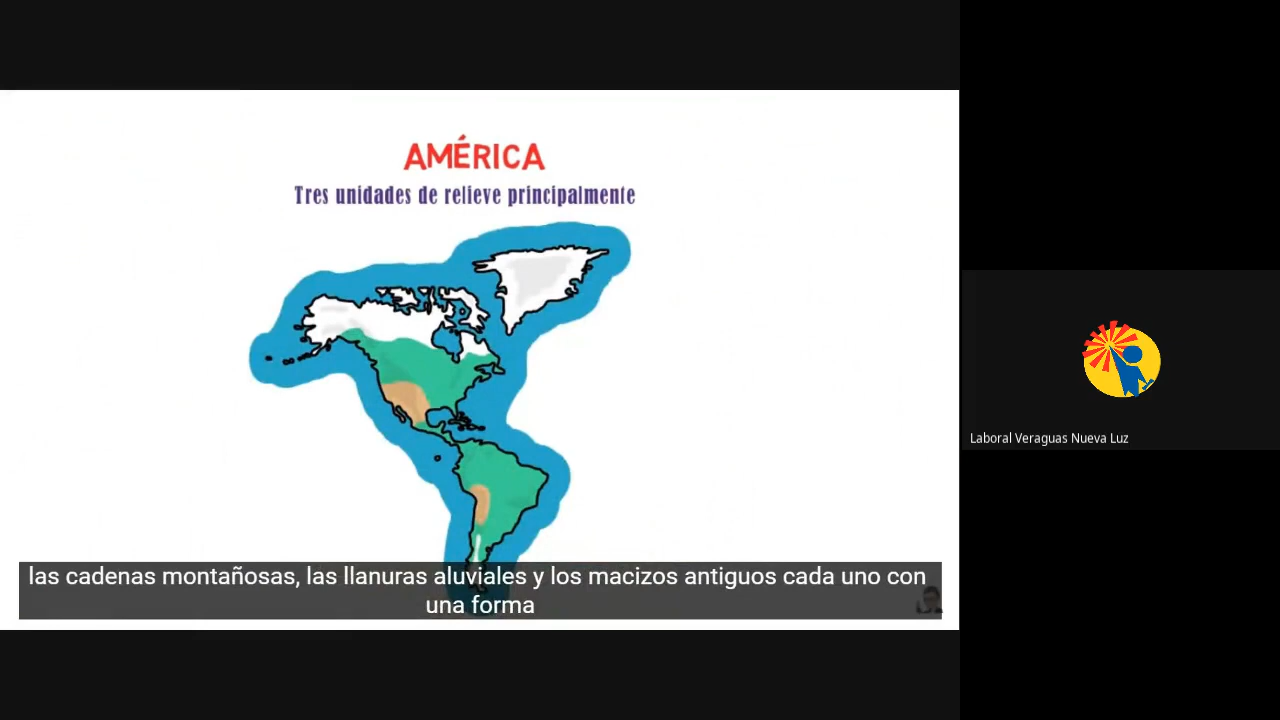 AMÉRICA
Tres unidades de relieve principalmente
las cadenas montañosas, las llanuras aluviales y los macizos antiguos cada uno con
una forma
Laboral Veraguas Nueva Luz